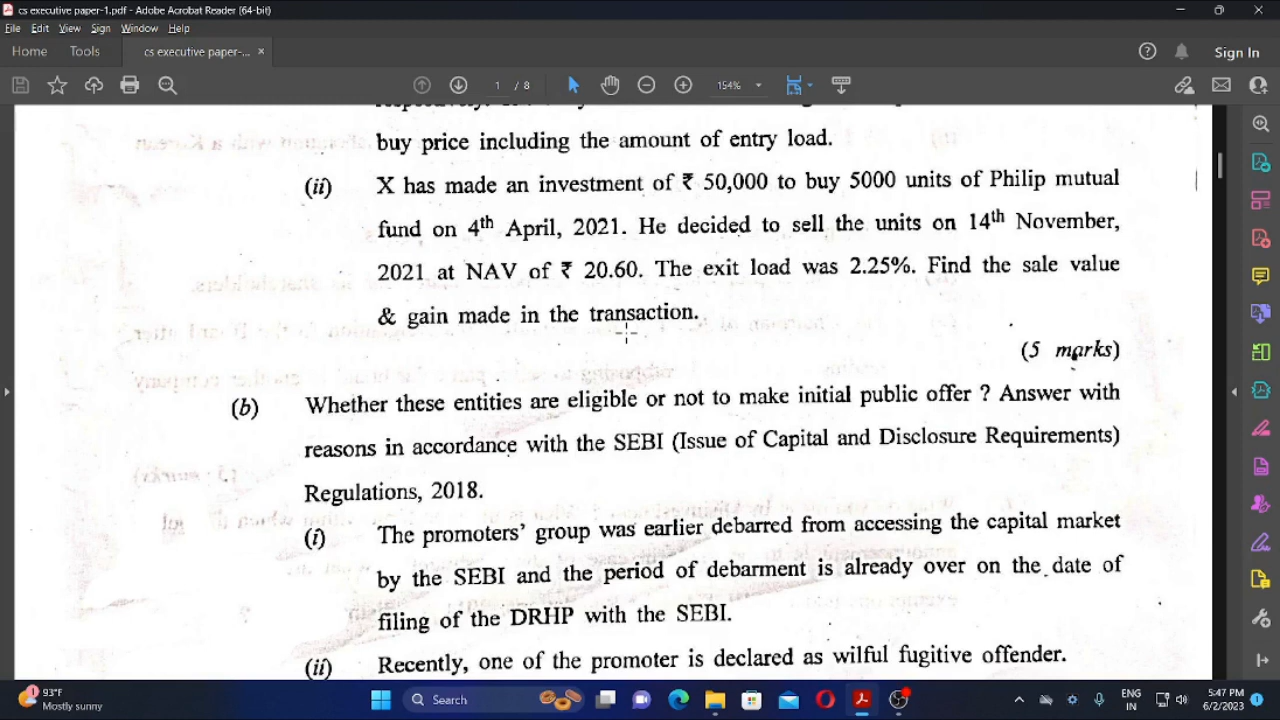 cs executive paper-1.pdf - Adobe Acrobat Reader (64-bit)
File Edit View Sign Window Help
Home Tools cs executive paper-... × Sign In
1 / 8 154%
buy price including the amount of entry load.
(ii) X has made an investment of ₹ 50,000 to buy 5000 units of Philip mutual
fund on 4th April, 2021. He decided to sell the units on 14th November,
2021 at NAV of ₹ 20.60. The exit load was 2.25%. Find the sale value
& gain made in the transaction.
(5 marks)
(b) Whether these entities are eligible or not to make initial public offer ? Answer with
reasons in accordance with the SEBI (Issue of Capital and Disclosure Requirements)
Regulations, 2018.
(i) The promoters' group was earlier debarred from accessing the capital market
by the SEBI and the period of debarment is already over on the date of
filing of the DRHP with the SEBI.
(ii) Recently, one of the promoter is declared as wilful fugitive offender.
1 93°F
Mostly sunny
Search
ENG
IN
5:47 PM
6/2/2023